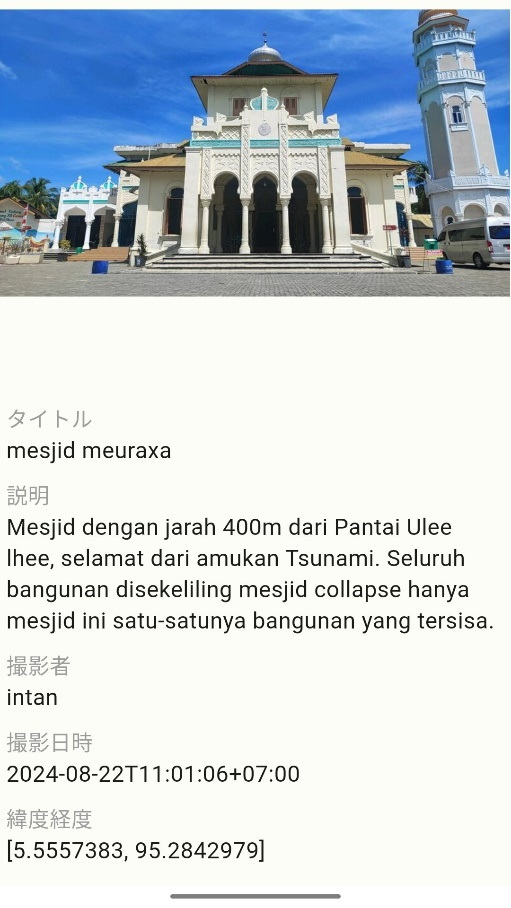 タイトル
mesjid meuraxa
説明
Mesjid dengan jarah 400m dari Pantai Ulee
lhee, selamat dari amukan Tsunami. Seluruh
bangunan disekeliling mesjid collapse hanya
mesjid ini satu-satunya bangunan yang tersisa.
撮影者
intan
撮影日時
2024-08-22T11:01:06+07:00
緯度経度
[5.5557383, 95.2842979]